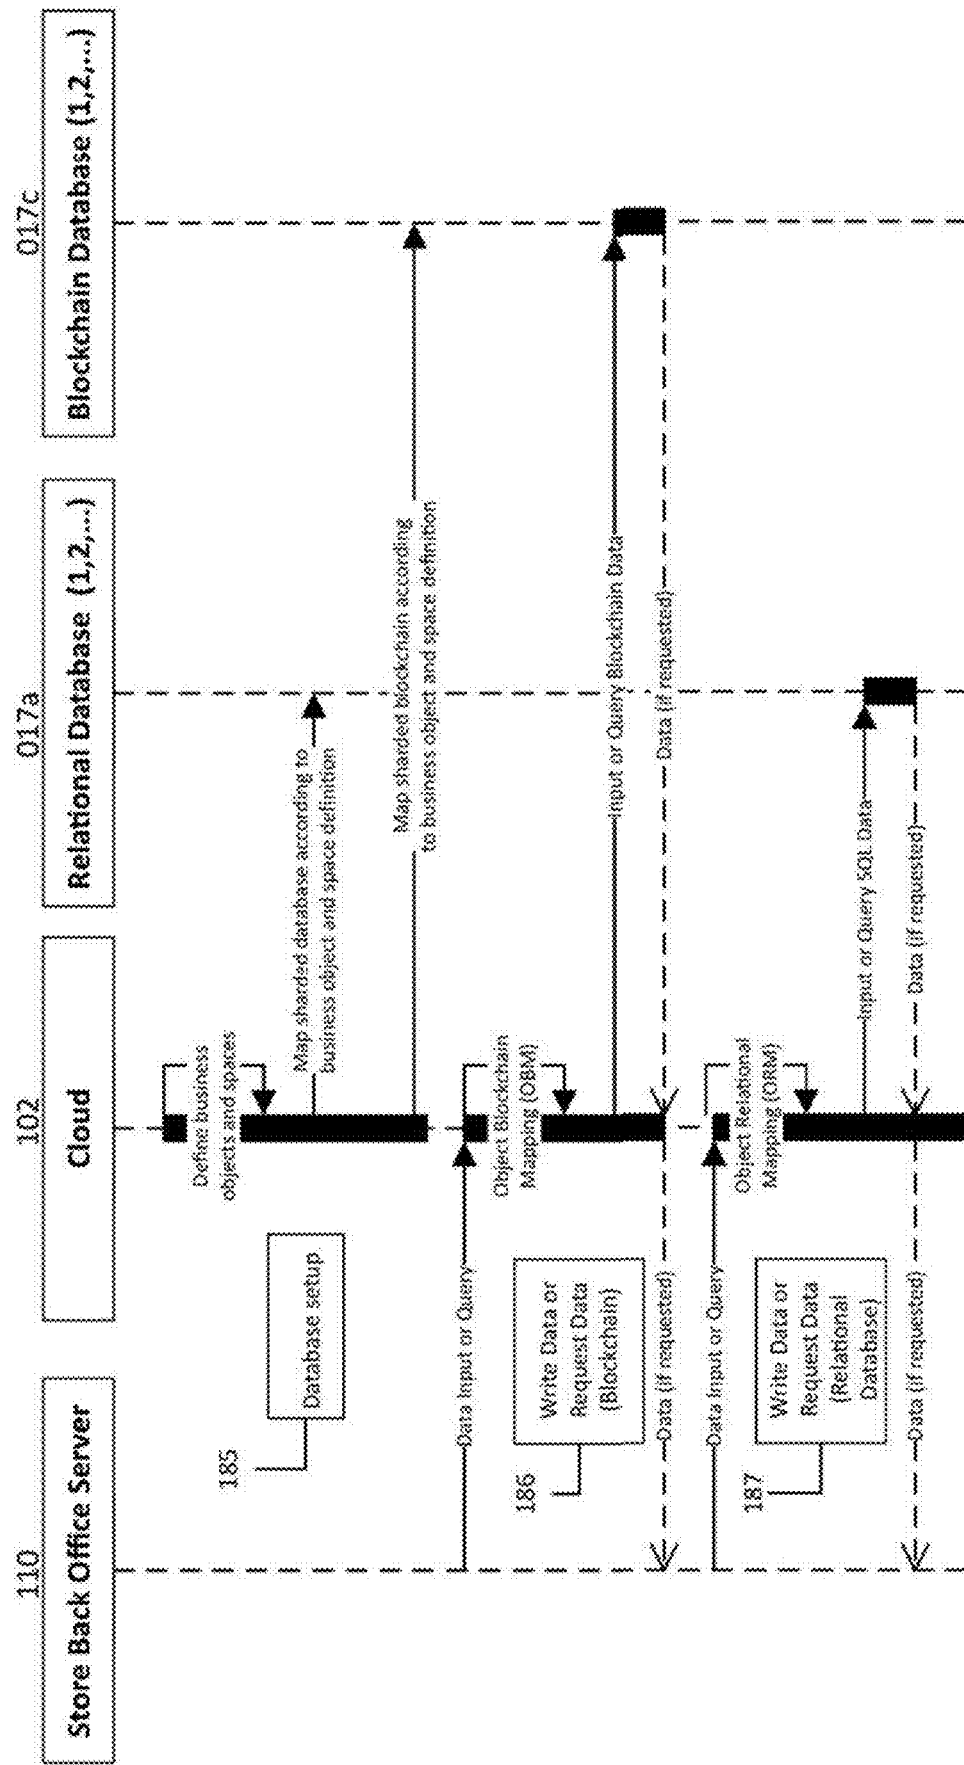 110
Store Back Office Server
102
Cloud
017a
Relational Database (1,2,...)
017c
Blockchain Database (1,2,...)
Define business
objects and spaces
185
Database setup
Map sharded database according to
business object and space definition
Map sharded blockchain according
to business object and space definition
Data Input or Query
Object Blockchain
Mapping (OBM)
186
Write Data or
Request Data
(Blockchain)
Input or Query Blockchain Data
Data (if requested)
Data (if requested)
Data Input or Query
Object Relational
Mapping (ORM)
187
Write Data or
Request Data
(Relational
Database)
Input or Query SQL Data
Data (if requested)
Data (if requested)